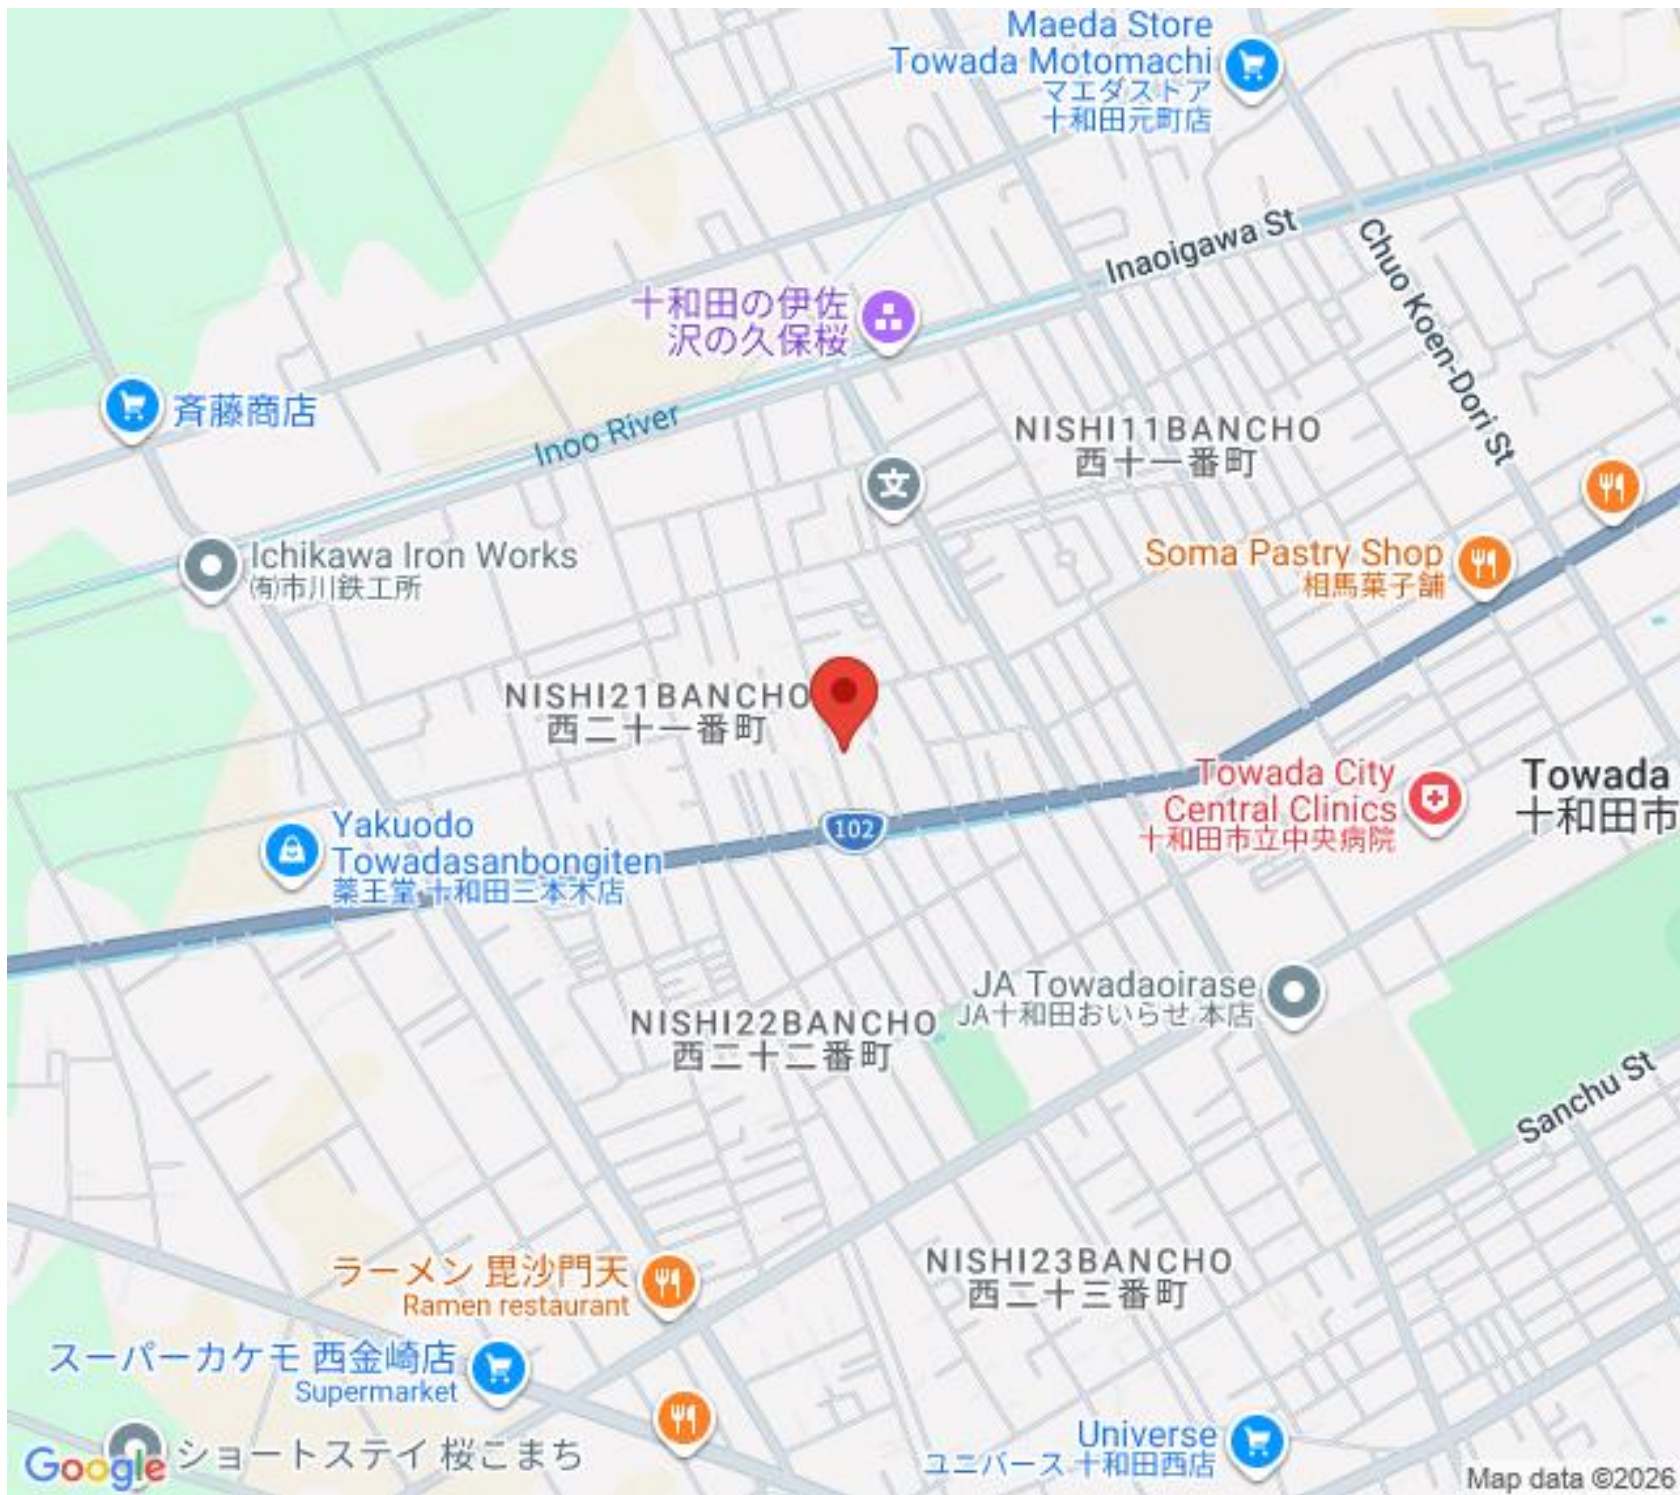 Maeda Store
Towada Motomachi
マエダストア
十和田元町店
Inaoigawa St
Chuo Koen-Dori St
十和田の伊佐
沢の久保桜
斉藤商店
Inoo River
NISHI11BANCHO
西十一番町
文
Ichikawa Iron Works
㈲市川鉄工所
Soma Pastry Shop
相馬菓子舗
NISHI21BANCHO
西二十一番町
Towada City
Central Clinics
十和田市立中央病院
Towada
十和田市
102
Yakuodo
Towadasanbongiten
薬王堂 十和田三本木店
JA Towadaoirase
JA十和田おいらせ 本店
NISHI22BANCHO
西二十二番町
Sanchu St
NISHI23BANCHO
西二十三番町
ラーメン 毘沙門天
Ramen restaurant
スーパーカケモ 西金崎店
Supermarket
Universe
ユニバース 十和田西店
ショートステイ 桜こまち
Google
Map data ©2026